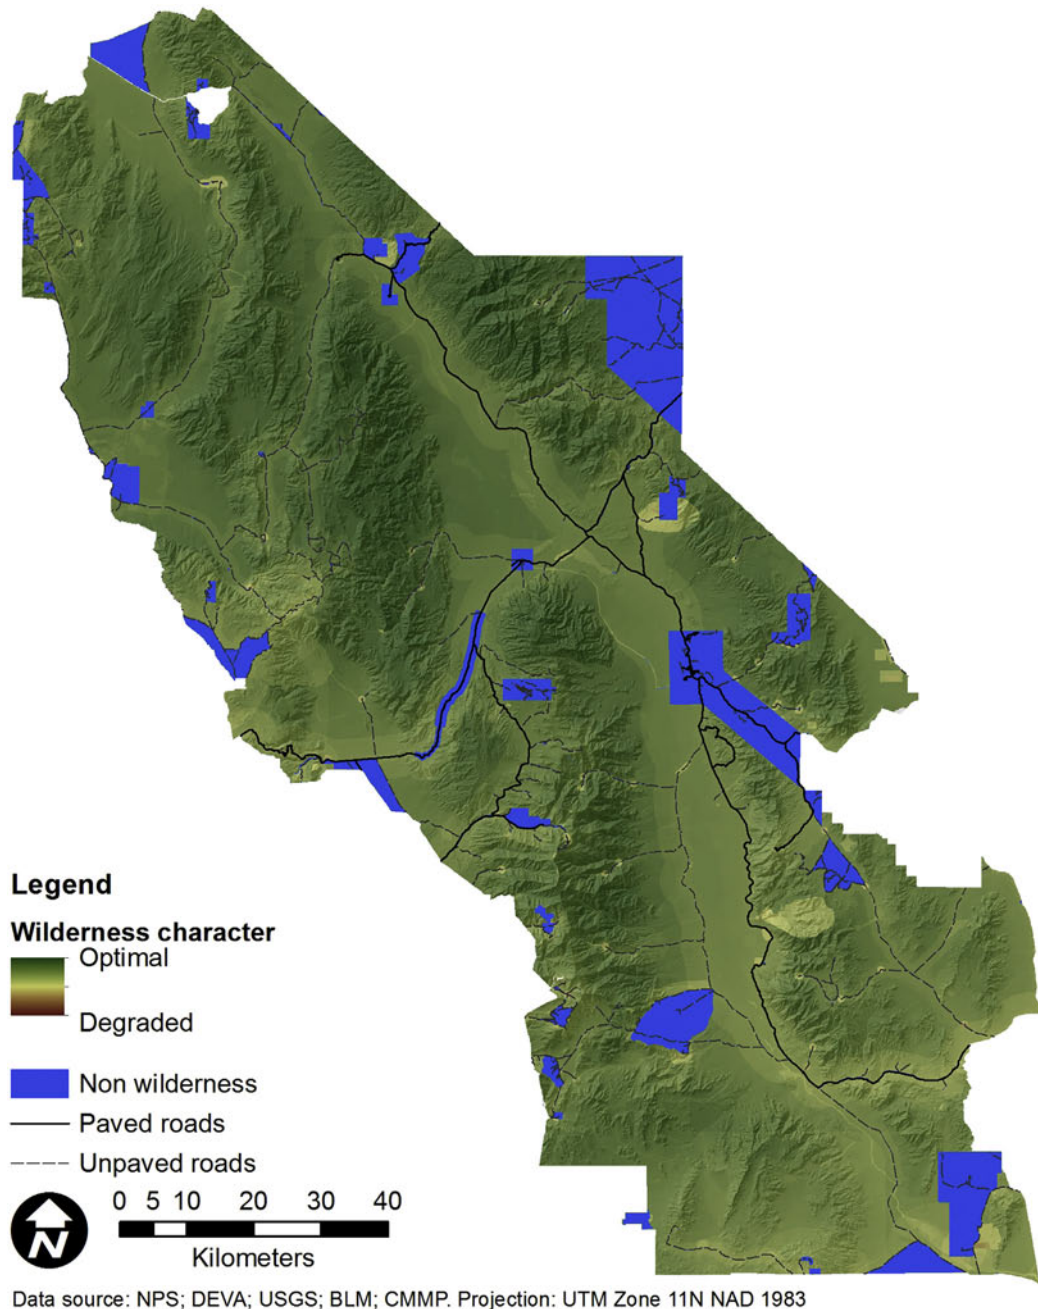 Legend
Wilderness character
Optimal
Degraded
Non wilderness
Paved roads
Unpaved roads
N
0 5 10 20 30 40
Kilometers
Data source: NPS; DEVA; USGS; BLM; CMMP. Projection: UTM Zone 11N NAD 1983